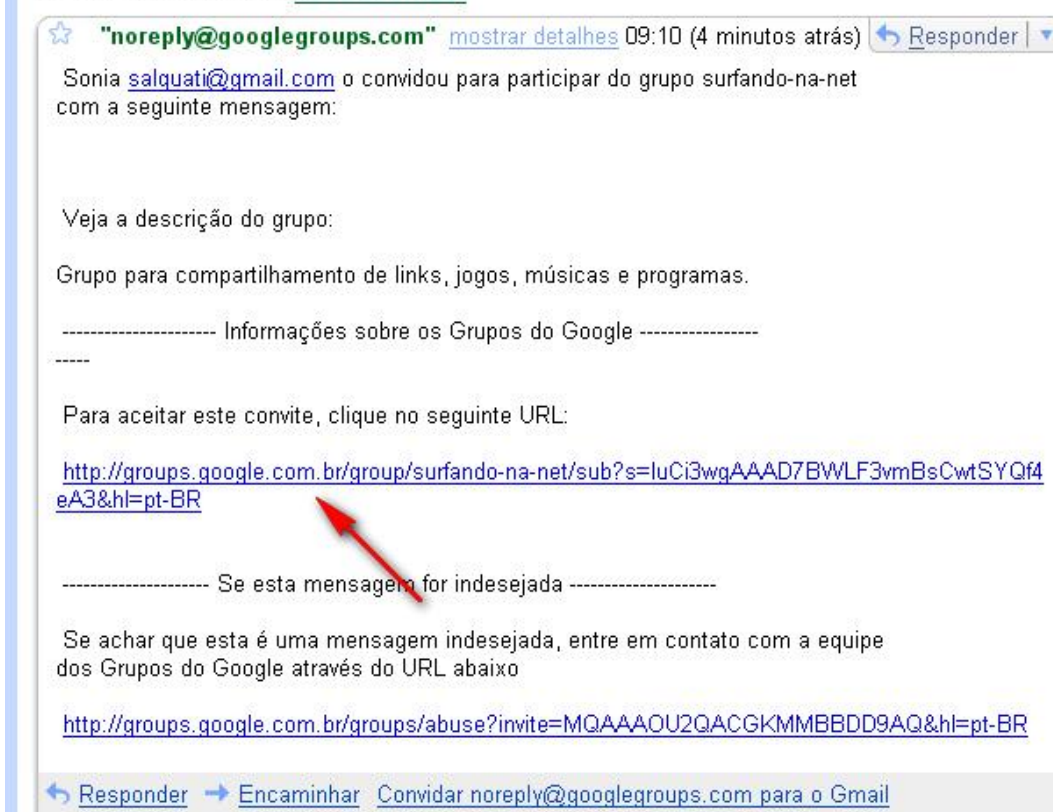 "noreply@googlegroups.com" mostrar detalhes 09:10 (4 minutos atrás) Responder
Sonia salquati@gmail.com o convidou para participar do grupo surfando-na-net
com a seguinte mensagem:
Veja a descrição do grupo:
Grupo para compartilhamento de links, jogos, músicas e programas.
---------------------- Informações sobre os Grupos do Google -----------------
-----
Para aceitar este convite, clique no seguinte URL:
http://groups.google.com.br/group/surfando-na-net/sub?s=IuCi3wgAAAD7BWLF3vmBsCwtSYQf4
eA3&hl=pt-BR
--------------------- Se esta mensagem for indesejada ---------------------
Se achar que esta é uma mensagem indesejada, entre em contato com a equipe
dos Grupos do Google através do URL abaixo
http://groups.google.com.br/groups/abuse?invite=MQAAAOU2QACGKMMBBDD9AQ&hl=pt-BR
Responder Encaminhar Convidar noreply@googlegroups.com para o Gmail